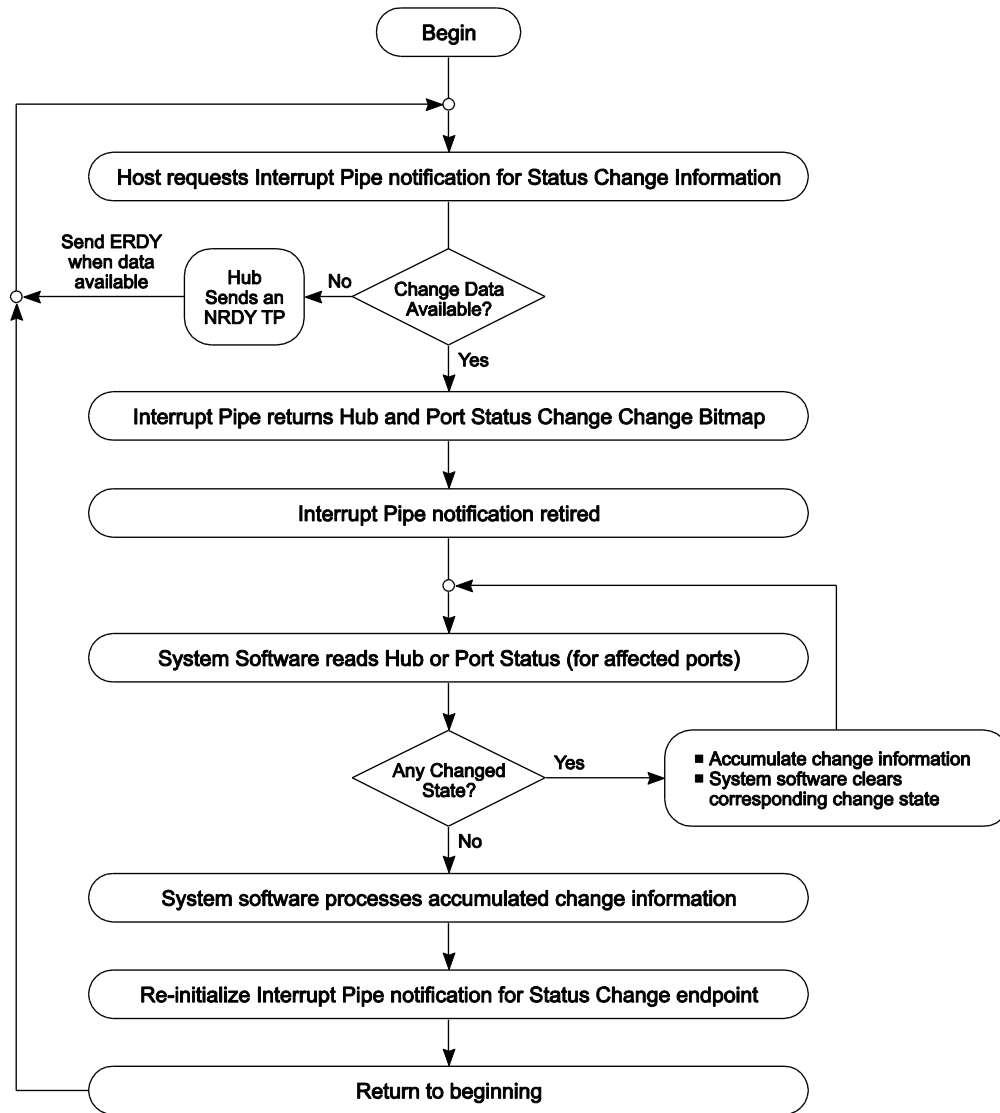 Begin
Host requests Interrupt Pipe notification for Status Change Information
Send ERDY
when data
available
Hub
Sends an
NRDY TP
No
Change Data
Available?
Yes
Interrupt Pipe returns Hub and Port Status Change Change Bitmap
Interrupt Pipe notification retired
System Software reads Hub or Port Status (for affected ports)
Any Changed
State?
Yes
■ Accumulate change information
■ System software clears
corresponding change state
No
System software processes accumulated change information
Re-initialize Interrupt Pipe notification for Status Change endpoint
Return to beginning